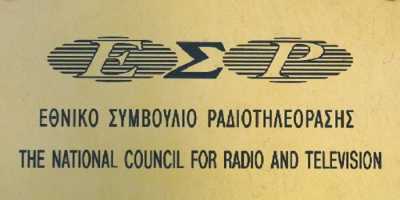 ΕΣΡ
ΕΘΝΙΚΟ ΣΥΜΒΟΥΛΙΟ ΡΑΔΙΟΤΗΛΕΟΡΑΣΗΣ
THE NATIONAL COUNCIL FOR RADIO AND TELEVISION